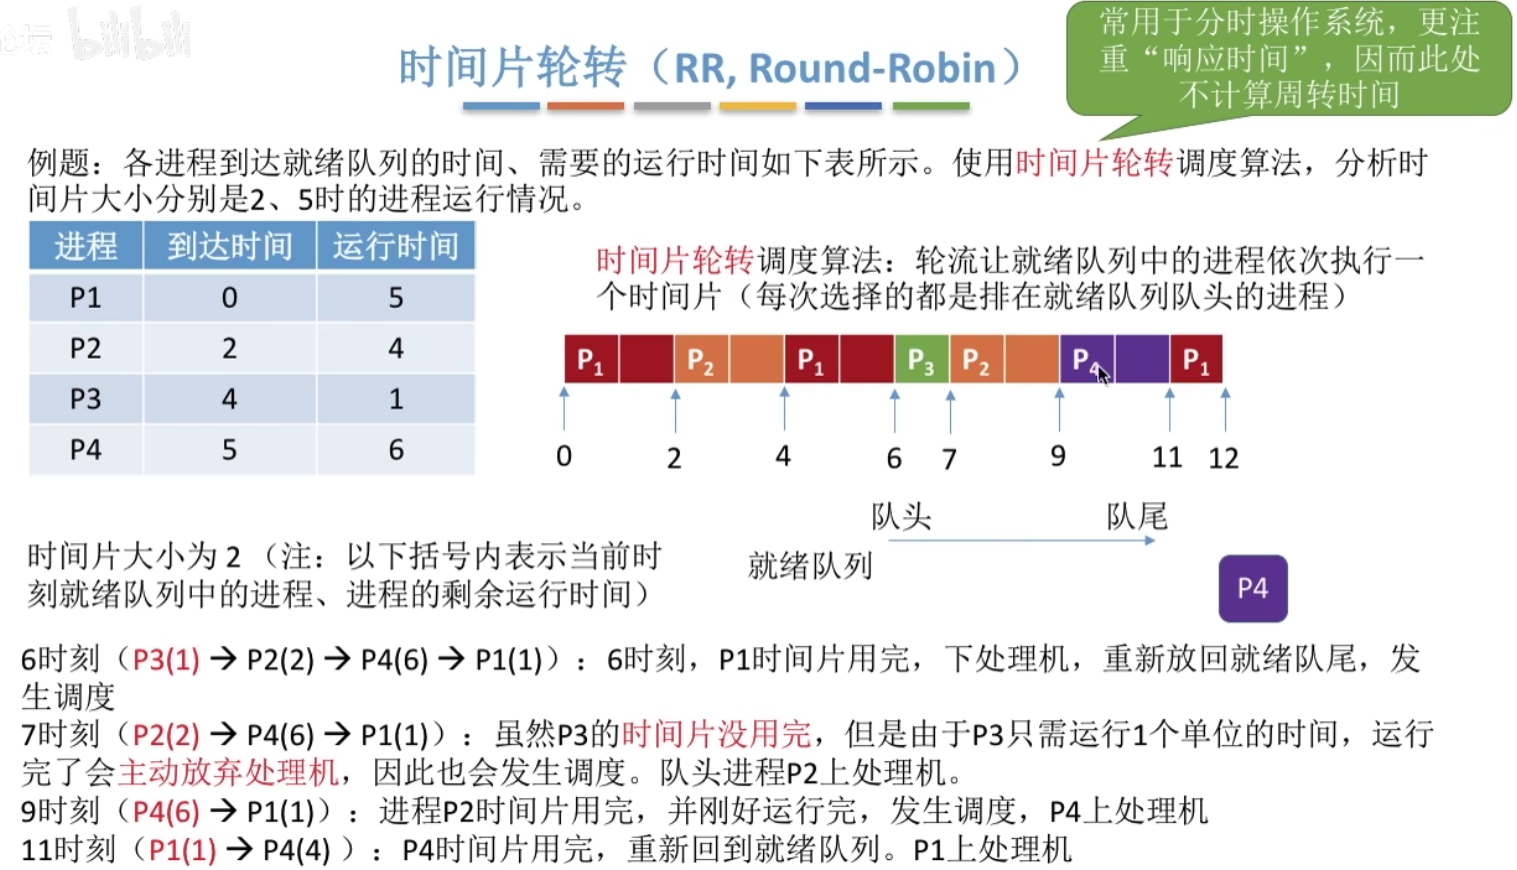 bilibili
时间片轮转（RR, Round-Robin）
常用于分时操作系统，更注
重“响应时间”，因而此处
不计算周转时间
例题：各进程到达就绪队列的时间、需要的运行时间如下表所示。使用时间片轮转调度算法，分析时
间片大小分别是2、5时的进程运行情况。
进程 到达时间 运行时间
P1 0 5
P2 2 4
P3 4 1
P4 5 6
时间片轮转调度算法：轮流让就绪队列中的进程依次执行一
个时间片（每次选择的都是排在就绪队列队头的进程）
P1 P2 P1 P3 P2 P4 P1
0 2 4 6 7 9 11 12
队头 队尾
就绪队列
P4
时间片大小为 2 （注：以下括号内表示当前时
刻就绪队列中的进程、进程的剩余运行时间）
6时刻（P3(1) → P2(2) → P4(6) → P1(1)）：6时刻，P1时间片用完，下处理机，重新放回就绪队尾，发
生调度
7时刻（P2(2) → P4(6) → P1(1)）：虽然P3的时间片没用完，但是由于P3只需运行1个单位的时间，运行
完了会主动放弃处理机，因此也会发生调度。队头进程P2上处理机。
9时刻（P4(6) → P1(1)）：进程P2时间片用完，并刚好运行完，发生调度，P4上处理机
11时刻（P1(1) → P4(4) ）：P4时间片用完，重新回到就绪队列。P1上处理机